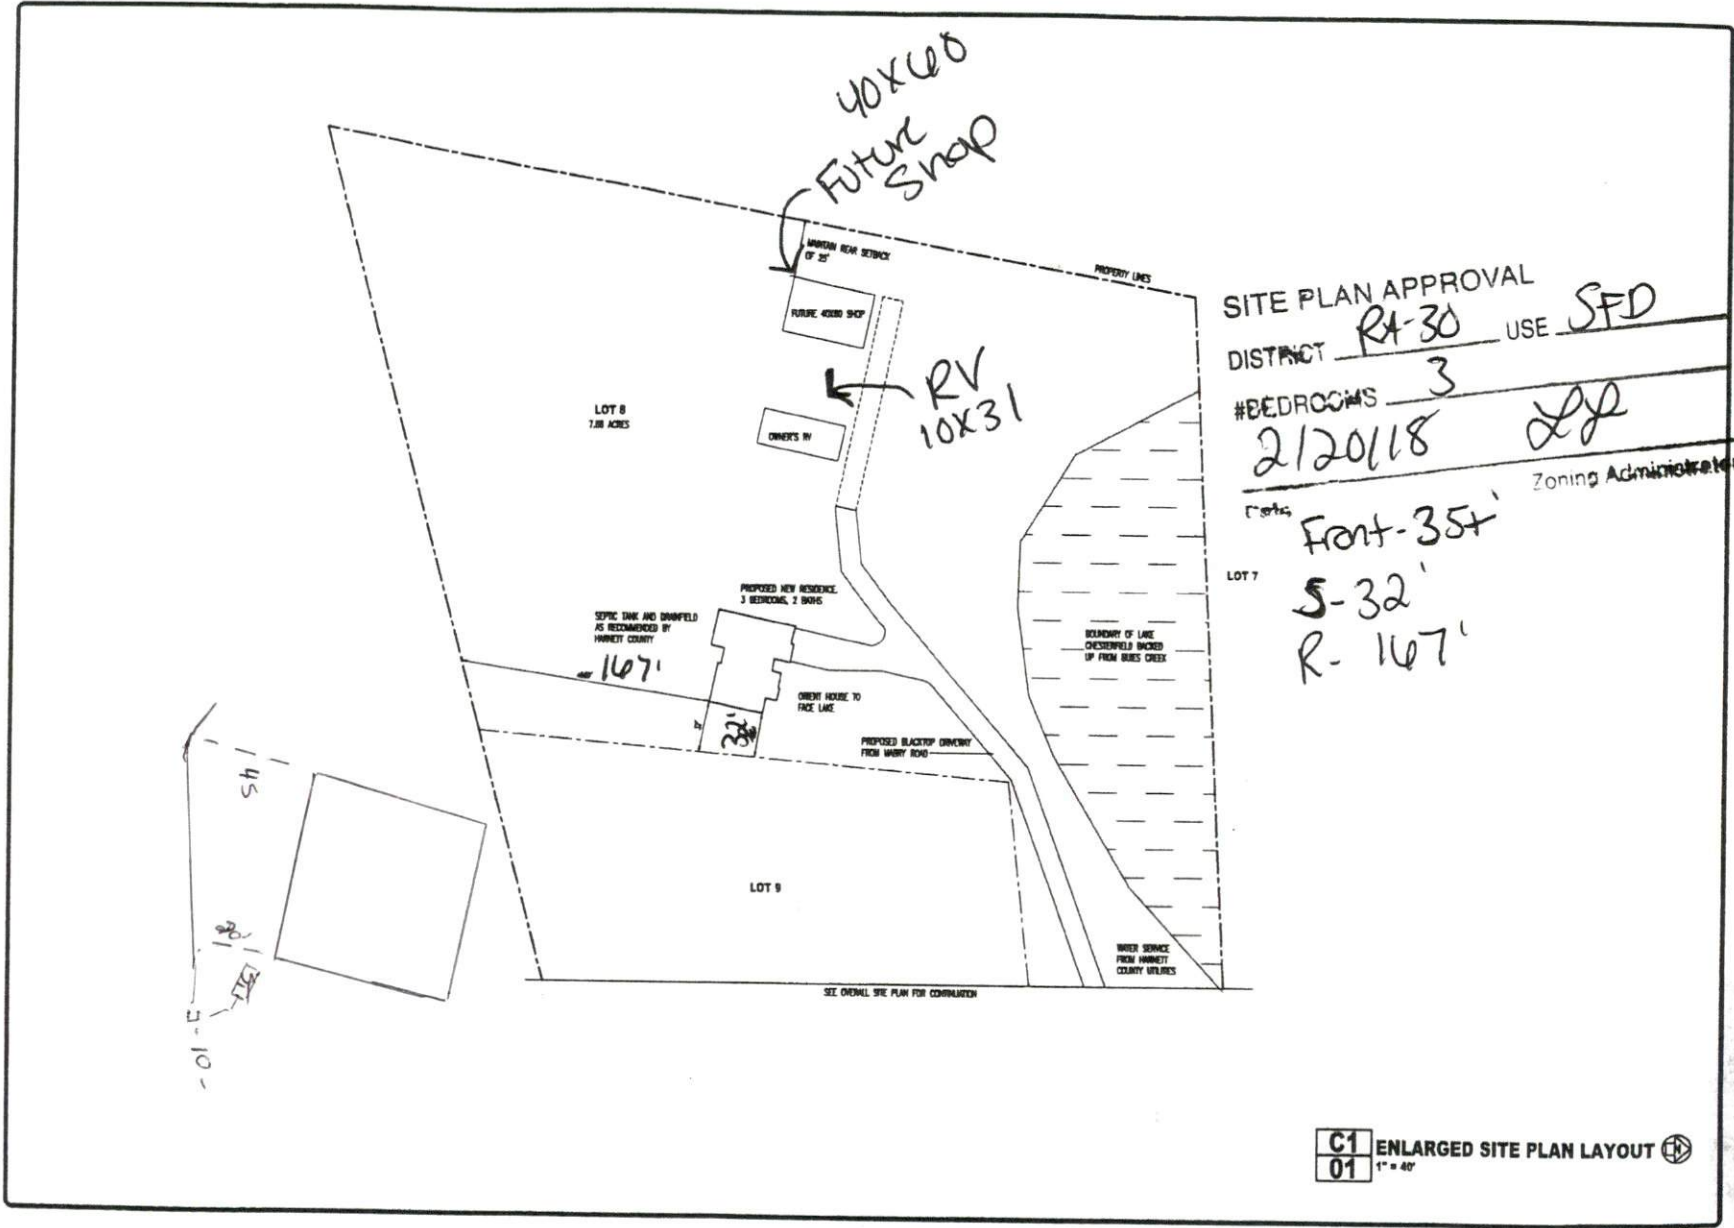 40X60
Future
Shop
MAINTAIN REAR SETBACK
OF 25'
PROPERTY LINES
FUTURE 40X60 SHOP
SITE PLAN APPROVAL
DISTRICT RA-30 USE SFD
#BEDROOMS 3
2/20/18
Zoning Administrator
Date
Front-35+'
S-32'
R-167'
RV
10X31
LOT 8
OWNER'S RV
LOT 7
PROPOSED NEW RESIDENCE,
3 BEDROOMS, 2 BATHS
SEPTIC TANK AND DRAINFIELD
AS RECOMMENDED BY
HARNETT COUNTY
167'
BOUNDARY OF LAKE
CHESTERFIELD BACKED
UP FROM BUIES CREEK
ORIENT HOUSE TO
FACE LAKE
32'
PROPOSED BLACKTOP DRIVEWAY
FROM MABRY ROAD
45
LOT 9
WATER SERVICE
FROM HARNETT
COUNTY UTILITIES
SEE OVERALL SITE PLAN FOR CONTINUATION
C1
01
ENLARGED SITE PLAN LAYOUT
N
1" = 40'